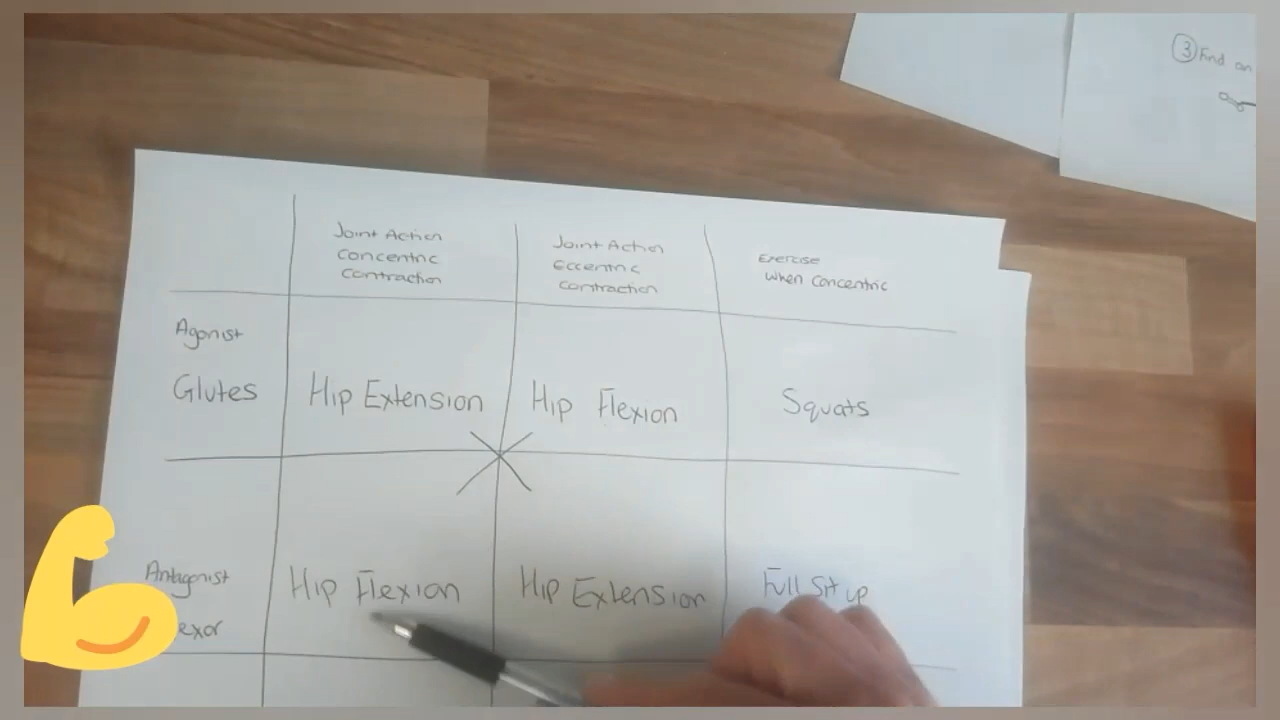 ③ Find an
Joint Action
Concentric
Contraction
Joint Action
Eccentric
Contraction
Exercise
When Concentric
Agonist
Glutes
Hip Extension
Hip Flexion
Squats
Antagonist
exor
Hip Flexion
Hip Extension
Full Sit up